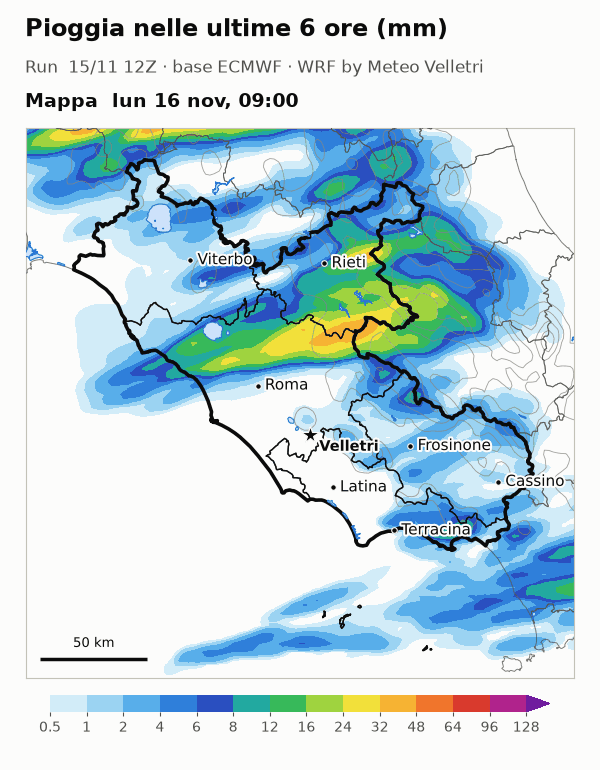 Pioggia nelle ultime 6 ore (mm)
Run  15/11 12Z · base ECMWF · WRF by Meteo Velletri
Mappa  lun 16 nov, 09:00
Viterbo
Rieti
Roma
Velletri
Frosinone
Cassino
Latina
Terracina
50 km
0.5 1 2 4 6 8 12 16 24 32 48 64 96 128